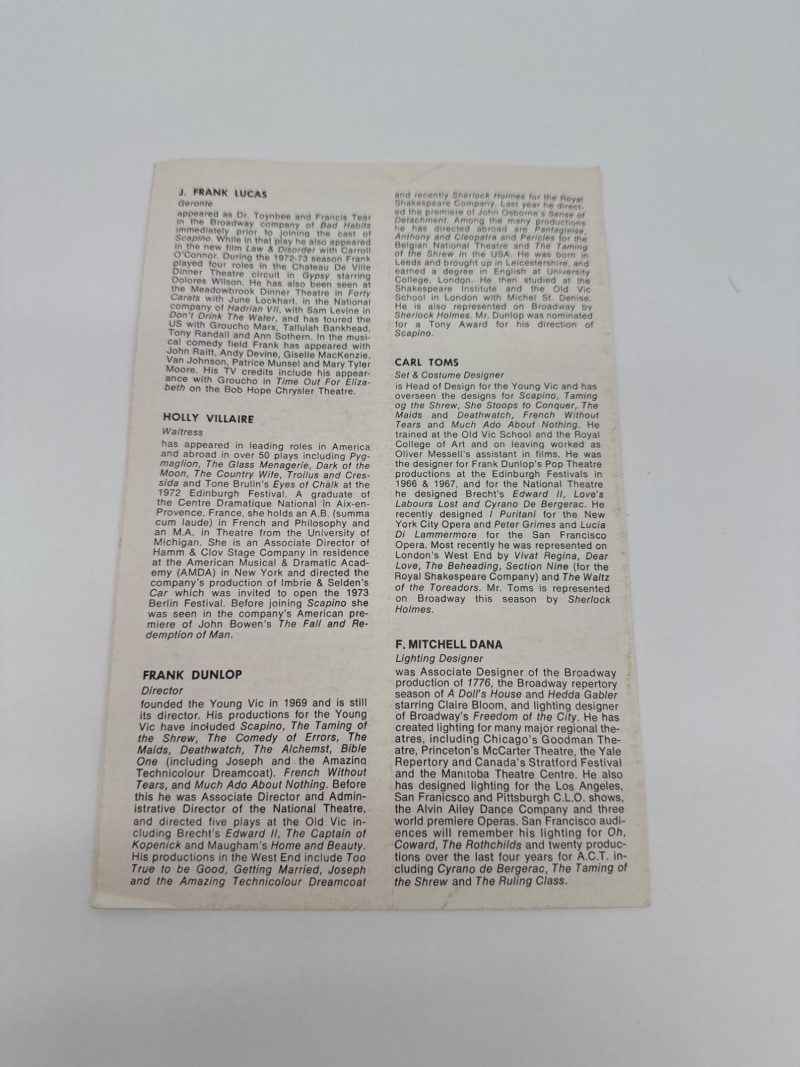 J. FRANK LUCAS
Geronte
appeared as Dr. Toynbee and Francis Tear
in the Broadway company of Bad Habits
immediately prior to joining the cast of
Scapino. While in that play he also appeared
in the new film Law & Disorder with Carroll
O'Connor. During the 1972-73 season Frank
played four roles in the Chateau De Ville
Dinner Theatre circuit in Gypsy starring
Dolores Wilson. He has also been seen at
the Meadowbrook Dinner Theatre in Forty
Carats with June Lockhart, in the National
company of Hadrian VII, with Sam Levine in
Don't Drink The Water, and has toured the
US with Groucho Marx, Tallulah Bankhead,
Tony Randall and Ann Sothern. In the musi-
cal comedy field Frank has appeared with
John Raitt, Andy Devine, Giselle MacKenzie,
Van Johnson, Patrice Munsel and Mary Tyler
Moore. His TV credits include his appear-
ance with Groucho in Time Out For Eliza-
beth on the Bob Hope Chrysler Theatre.
HOLLY VILLAIRE
Waitress
has appeared in leading roles in America
and abroad in over 50 plays including Pyg-
maglion, The Glass Menagerie, Dark of the
Moon, The Country Wife, Troilus and Cres-
sida and Tone Brulin's Eyes of Chalk at the
1972 Edinburgh Festival. A graduate of
the Centre Dramatique National in Aix-en-
Provence, France, she holds an A.B. (summa
cum laude) in French and Philosophy and
an M.A. in Theatre from the University of
Michigan. She is an Associate Director of
Hamm & Clov Stage Company in residence
at the American Musical & Dramatic Acad-
emy (AMDA) in New York and directed the
company's production of Imbrie & Selden's
Car which was invited to open the 1973
Berlin Festival. Before joining Scapino she
was seen in the company's American pre-
miere of John Bowen's The Fall and Re-
demption of Man.
FRANK DUNLOP
Director
founded the Young Vic in 1969 and is still
its director. His productions for the Young
Vic have included Scapino, The Taming of
the Shrew, The Comedy of Errors, The
Maids, Deathwatch, The Alchemst, Bible
One (including Joseph and the Amazing
Technicolour Dreamcoat), French Without
Tears, and Much Ado About Nothing. Before
this he was Associate Director and Admin-
istrative Director of the National Theatre,
and directed five plays at the Old Vic in-
cluding Brecht's Edward II, The Captain of
Kopenick and Maugham's Home and Beauty.
His productions in the West End include Too
True to be Good, Getting Married, Joseph
and the Amazing Technicolour Dreamcoat
and recently Sherlock Holmes for the Royal
Shakespeare Company. Last year he direct-
ed the premiere of John Osborne's Sense of
Detachment. Among the many productions
he has directed abroad are Pantagleise,
Anthony and Cleopatra and Pericles for the
Belgian National Theatre and The Taming
of the Shrew in the USA. He was born in
Leeds and brought up in Leicestershire, and
earned a degree in English at University
College, London. He then studied at the
Shakespeare Institute and the Old Vic
School in London with Michel St. Denise.
He is also represented on Broadway by
Sherlock Holmes. Mr. Dunlop was nominated
for a Tony Award for his direction of
Scapino.
CARL TOMS
Set & Costume Designer
is Head of Design for the Young Vic and has
overseen the designs for Scapino, Taming
og the Shrew, She Stoops to Conquer, The
Maids and Deathwatch, French Without
Tears and Much Ado About Nothing. He
trained at the Old Vic School and the Royal
College of Art and on leaving worked as
Oliver Messell's assistant in films. He was
the designer for Frank Dunlop's Pop Theatre
productions at the Edinburgh Festivals in
1966 & 1967, and for the National Theatre
he designed Brecht's Edward II, Love's
Labours Lost and Cyrano De Bergerac. He
recently designed I Puritani for the New
York City Opera and Peter Grimes and Lucia
Di Lammermore for the San Francisco
Opera. Most recently he was represented on
London's West End by Vivat Regina, Dear
Love, The Beheading, Section Nine (for the
Royal Shakespeare Company) and The Waltz
of the Toreadors. Mr. Toms is represented
on Broadway this season by Sherlock
Holmes.
F. MITCHELL DANA
Lighting Designer
was Associate Designer of the Broadway
production of 1776, the Broadway repertory
season of A Doll's House and Hedda Gabler
starring Claire Bloom, and lighting designer
of Broadway's Freedom of the City. He has
created lighting for many major regional the-
atres, including Chicago's Goodman The-
atre, Princeton's McCarter Theatre, the Yale
Repertory and Canada's Stratford Festival
and the Manitoba Theatre Centre. He also
has designed lighting for the Los Angeles,
San Franicsco and Pittsburgh C.L.O. shows,
the Alvin Ailey Dance Company and three
world premiere Operas. San Francisco audi-
ences will remember his lighting for Oh,
Coward, The Rothchilds and twenty produc-
tions over the last four years for A.C.T. in-
cluding Cyrano de Bergerac, The Taming of
the Shrew and The Ruling Class.